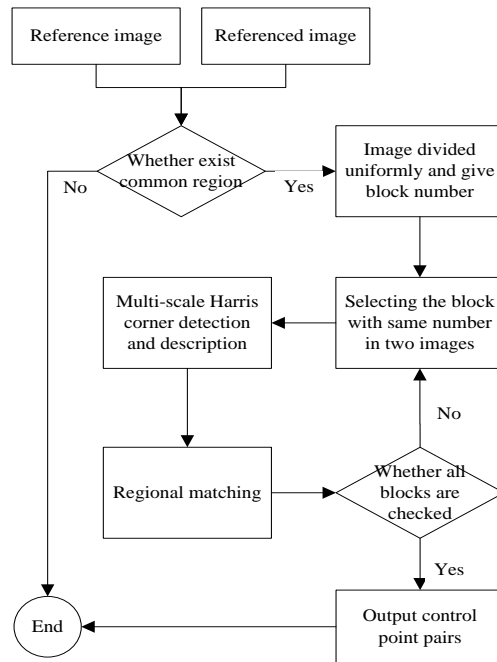 Reference image
Referenced image
Whether exist
common region
No
Yes
Image divided
uniformly and give
block number
Multi-scale Harris
corner detection
and description
Selecting the block
with same number
in two images
No
Regional matching
Whether all
blocks are
checked
Yes
End
Output control
point pairs